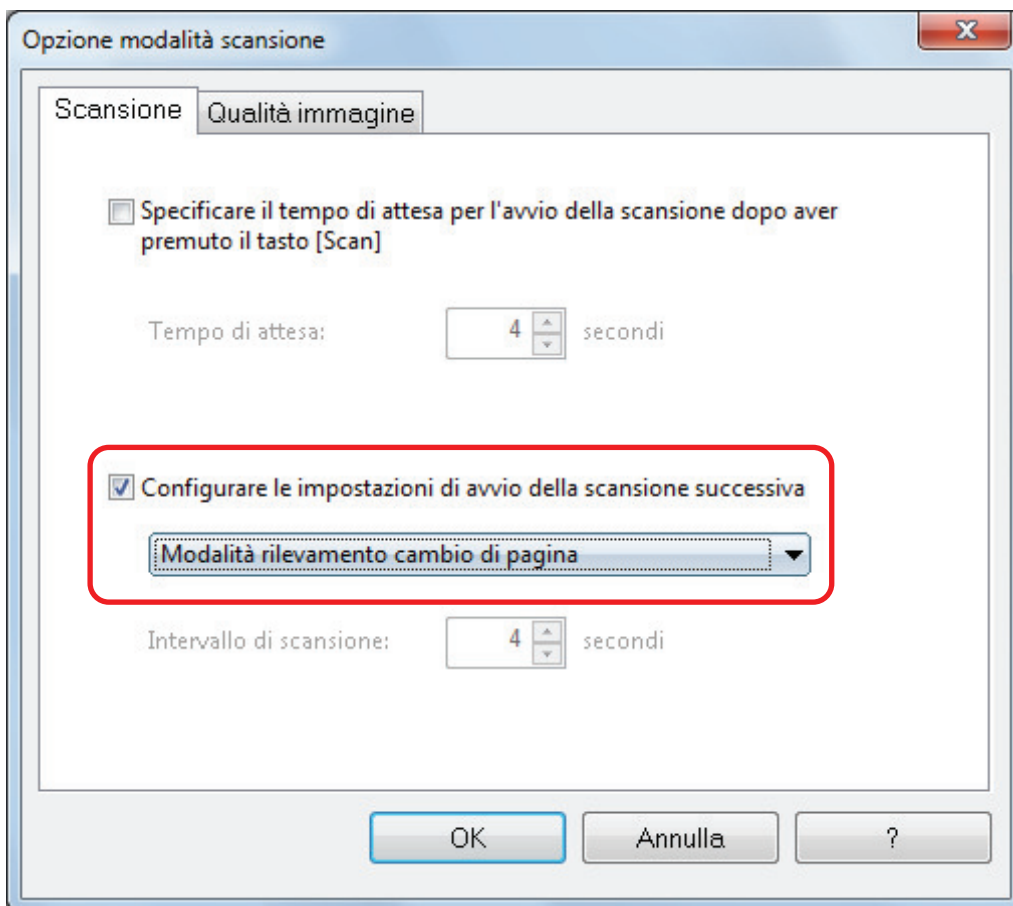 Opzione modalità scansione
Scansione
Qualità immagine
Specificare il tempo di attesa per l'avvio della scansione dopo aver
premuto il tasto [Scan]
Tempo di attesa: 4 secondi
Configurare le impostazioni di avvio della scansione successiva
Modalità rilevamento cambio di pagina
Intervallo di scansione: 4 secondi
OK Annulla ?